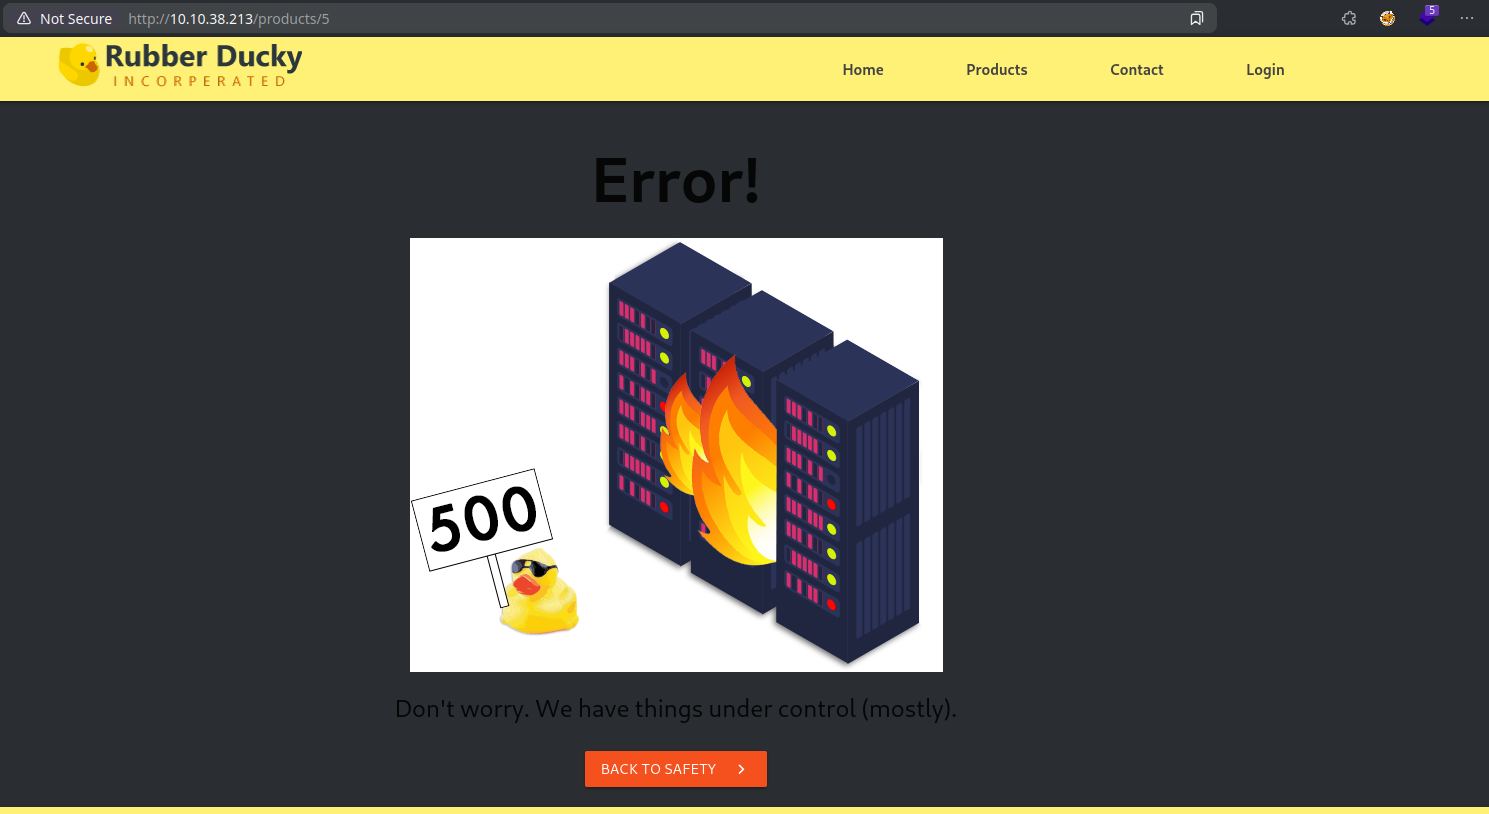 Not Secure http://10.10.38.213/products/5 5
Rubber Ducky
INCORPERATED
Home Products Contact Login
Error!
500
Don't worry. We have things under control (mostly).
BACK TO SAFETY